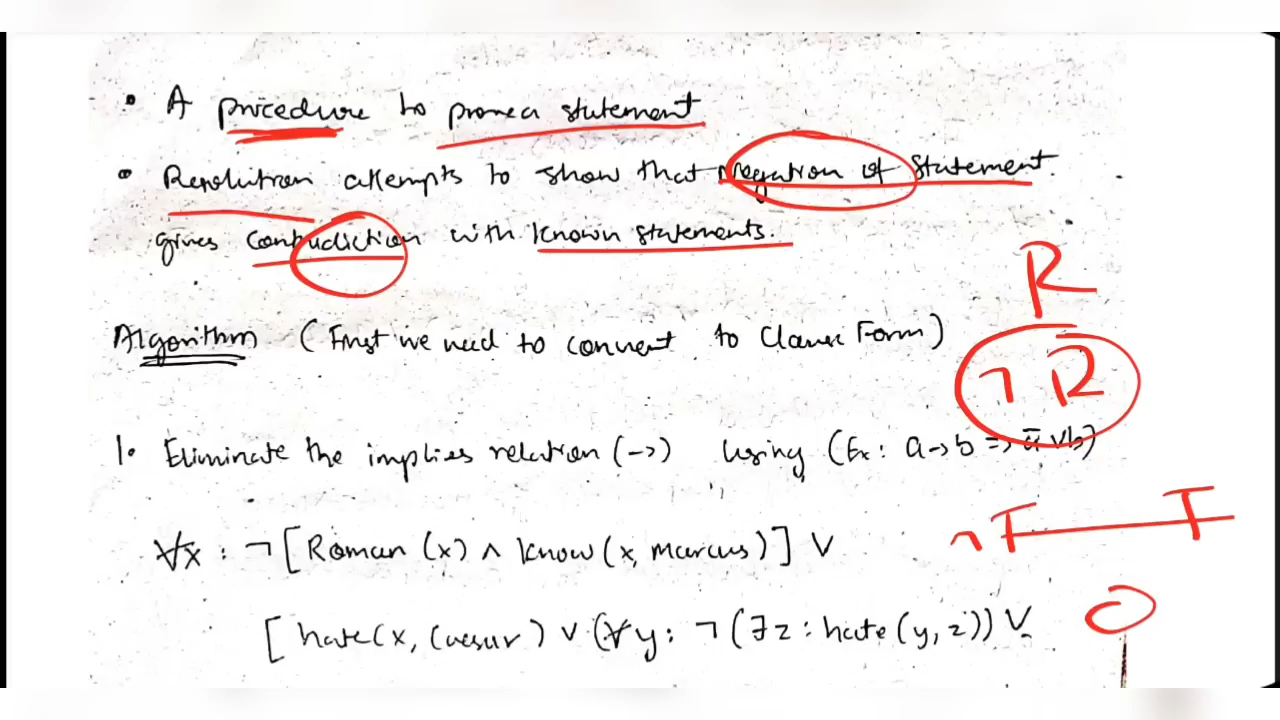 • A procedure to prove a statement
• Resolution attempts to show that negation of statement.
gives contradiction with known statements.
R
Algorithm (First we need to convert to Clause Form)
¬ R
1. Eliminate the implies relation (->) Using (Ex: a->b => a̅ ∨ b)
¬T T
∀x : ¬[Roman (x) ∧ know (x, marcus)] ∨
[hate(x, Caesar) ∨ (∀y: ¬(∃z : hate (y, z)) ∨